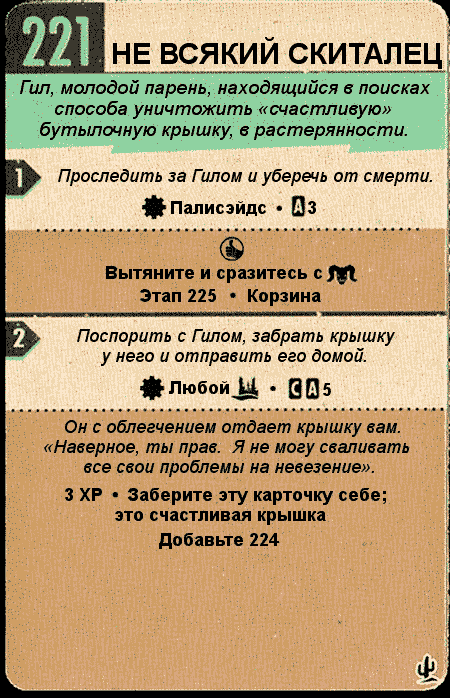 221 НЕ ВСЯКИЙ СКИТАЛЕЦ
Гил, молодой парень, находящийся в поисках
способа уничтожить «счастливую»
бутылочную крышку, в растерянности.
1 Проследить за Гилом и уберечь от смерти.
Палисэйдс • A 3
Вытяните и сразитесь с
Этап 225 • Корзина
2 Поспорить с Гилом, забрать крышку
у него и отправить его домой.
Любой • C A 5
Он с облегчением отдает крышку вам.
«Наверное, ты прав. Я не могу сваливать
все свои проблемы на невезение».
3 XP • Заберите эту карточку себе;
это счастливая крышка
Добавьте 224